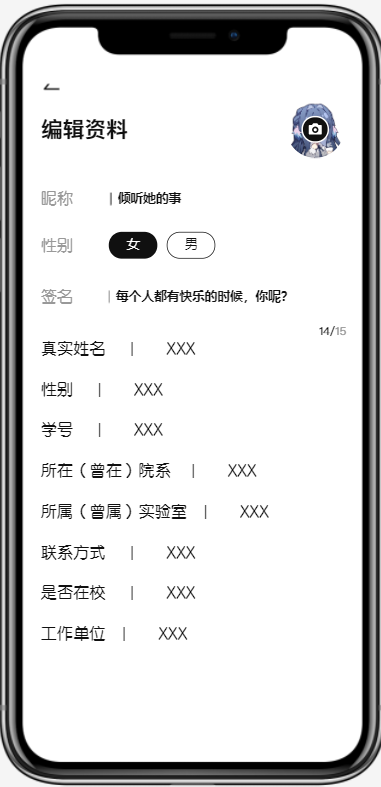 编辑资料
昵称 | 倾听她的事
性别 女 男
签名 | 每个人都有快乐的时候，你呢？
14/15
真实姓名 | XXX
性别 | XXX
学号 | XXX
所在（曾在）院系 | XXX
所属（曾属）实验室 | XXX
联系方式 | XXX
是否在校 | XXX
工作单位 | XXX